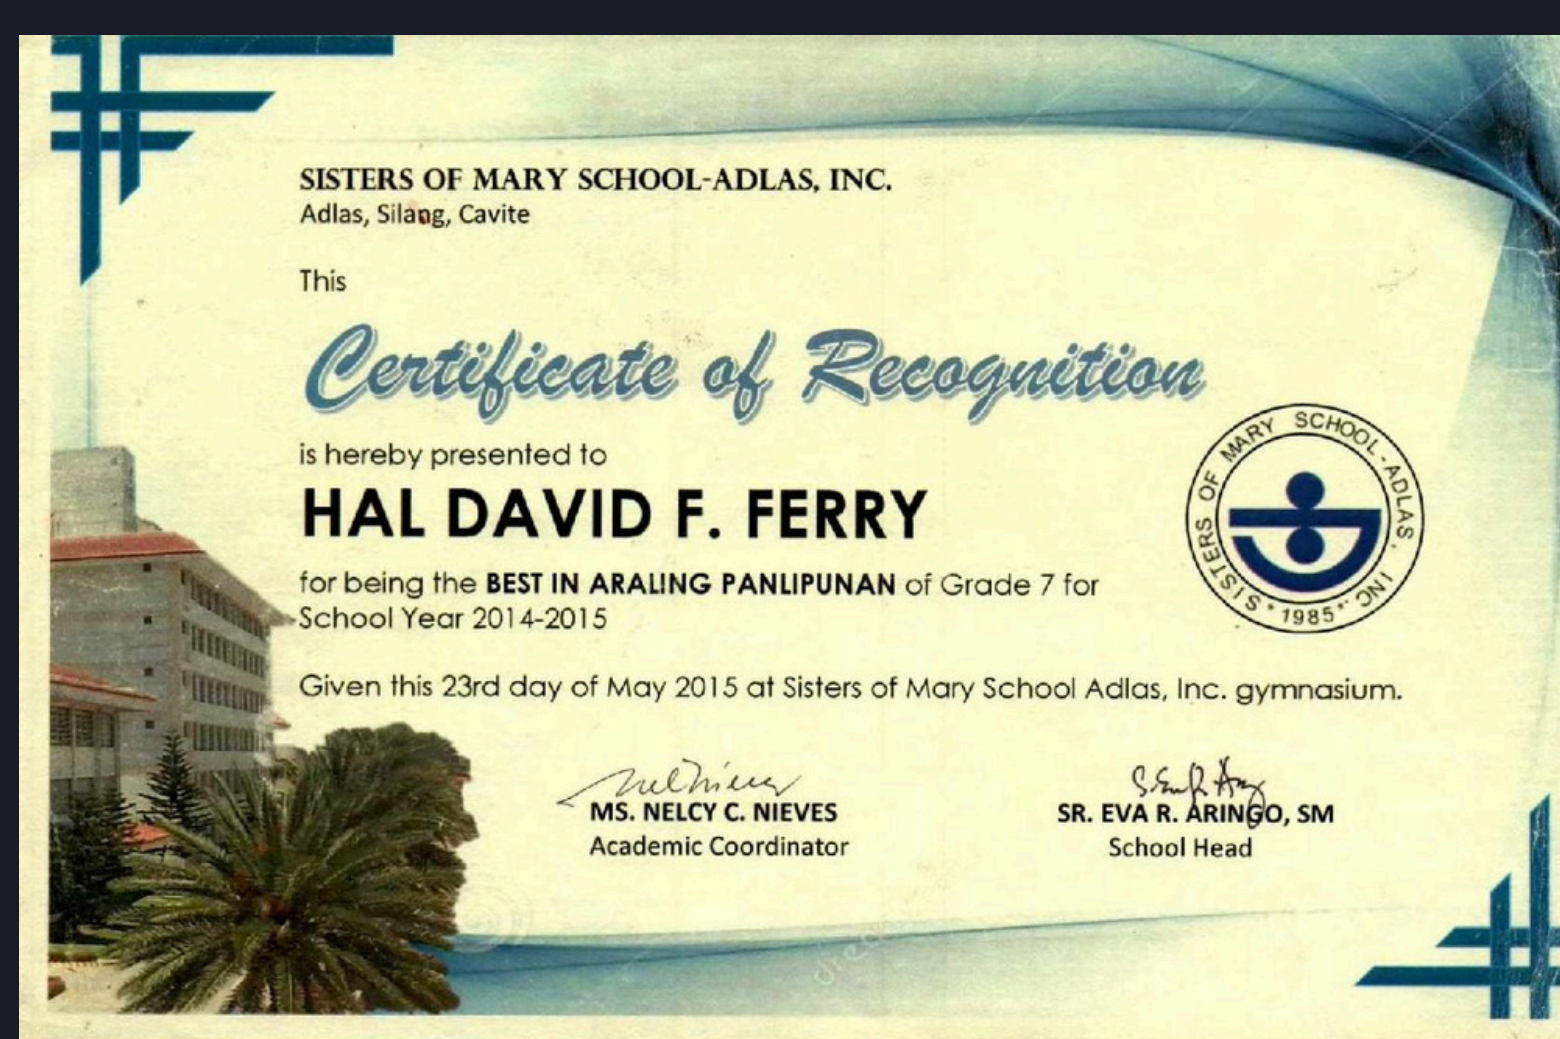 SISTERS OF MARY SCHOOL-ADLAS, INC.
Adlas, Silang, Cavite
This
Certificate of Recognition
is hereby presented to
HAL DAVID F. FERRY
for being the BEST IN ARALING PANLIPUNAN of Grade 7 for
School Year 2014-2015
SISTERS OF MARY SCHOOL-ADLAS, INC. * 1985 *
Given this 23rd day of May 2015 at Sisters of Mary School Adlas, Inc. gymnasium.
MS. NELCY C. NIEVES
Academic Coordinator
SR. EVA R. ARINGO, SM
School Head